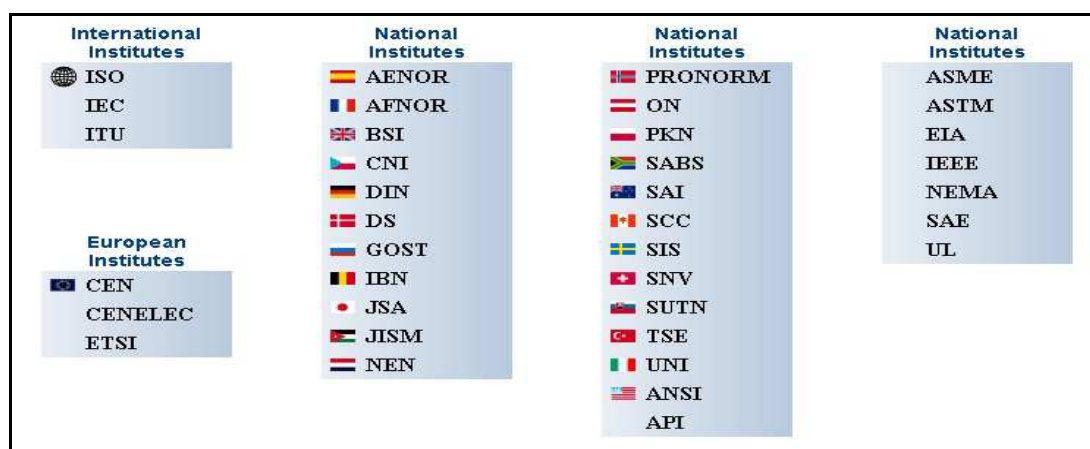 International
Institutes
ISO
IEC
ITU
European
Institutes
CEN
CENELEC
ETSI
National
Institutes
AENOR
AFNOR
BSI
CNI
DIN
DS
GOST
IBN
JSA
JISM
NEN
National
Institutes
PRONORM
ON
PKN
SABS
SAI
SCC
SIS
SNV
SUTN
TSE
UNI
ANSI
API
National
Institutes
ASME
ASTM
EIA
IEEE
NEMA
SAE
UL